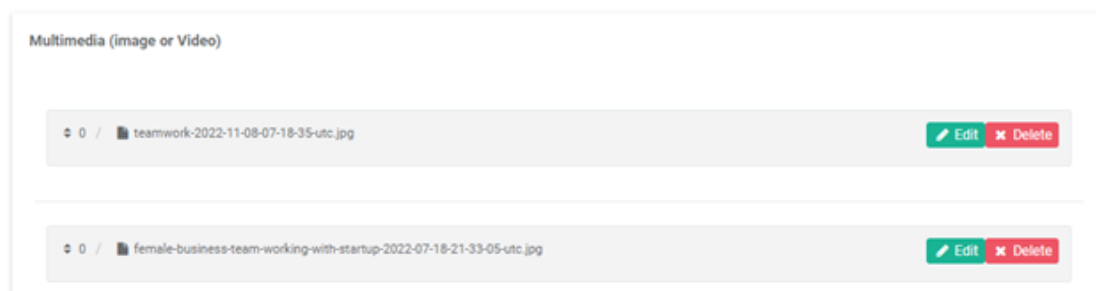 Multimedia (image or Video)
0 / teamwork-2022-11-08-07-18-35-utc.jpg Edit Delete
0 / female-business-team-working-with-startup-2022-07-18-21-33-05-utc.jpg Edit Delete